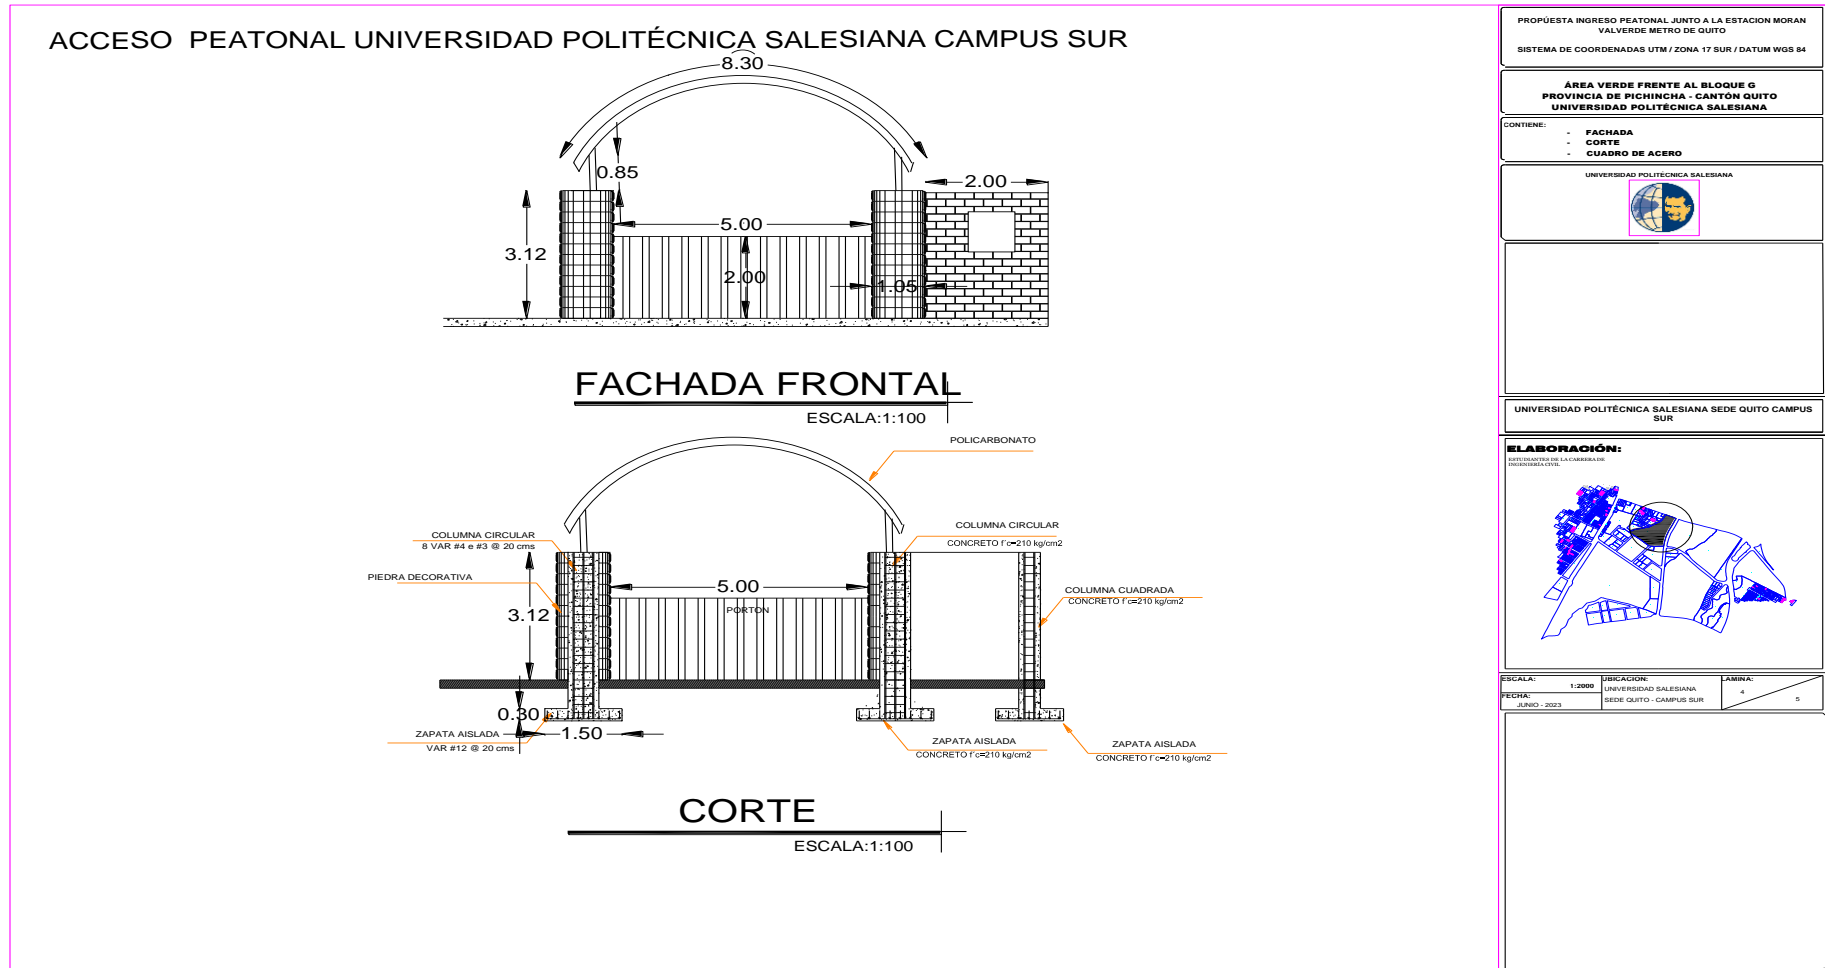 ACCESO PEATONAL UNIVERSIDAD POLITÉCNICA SALESIANA CAMPUS SUR
8.30
0.85
2.00
5.00
3.12
2.00
1.05
FACHADA FRONTAL
ESCALA:1:100
POLICARBONATO
COLUMNA CIRCULAR
8 VAR #4 e #3 @ 20 cms
COLUMNA CIRCULAR
CONCRETO f´c=210 kg/cm2
PIEDRA DECORATIVA
5.00
COLUMNA CUADRADA
CONCRETO f´c=210 kg/cm2
PORTON
3.12
0.30
1.50
ZAPATA AISLADA
VAR #12 @ 20 cms
ZAPATA AISLADA
CONCRETO f´c=210 kg/cm2
ZAPATA AISLADA
CONCRETO f´c=210 kg/cm2
CORTE
ESCALA:1:100
PROPÚESTA INGRESO PEATONAL JUNTO A LA ESTACION MORAN
VALVERDE METRO DE QUITO
SISTEMA DE COORDENADAS UTM / ZONA 17 SUR / DATUM WGS 84
ÁREA VERDE FRENTE AL BLOQUE G
PROVINCIA DE PICHINCHA - CANTÓN QUITO
UNIVERSIDAD POLITÉCNICA SALESIANA
CONTIENE:
- FACHADA
- CORTE
- CUADRO DE ACERO
UNIVERSIDAD POLITÉCNICA SALESIANA
UNIVERSIDAD POLITÉCNICA SALESIANA SEDE QUITO CAMPUS
SUR
ELABORACIÓN:
ESTUDIANTES DE LA CARRERA DE
INGENIERÍA CIVIL
ESCALA:
1:2000
UBICACION:
UNIVERSIDAD SALESIANA
SEDE QUITO - CAMPUS SUR
LAMINA:
4
5
FECHA:
JUNIO - 2023